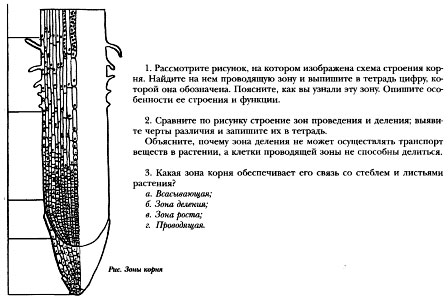 1. Рассмотрите рисунок, на котором изображена схема строения кор-
ня. Найдите на нем проводящую зону и выпишите в тетрадь цифру, ко-
торой она обозначена. Поясните, как вы узнали эту зону. Опишите осо-
бенности ее строения и функции.
2. Сравните по рисунку строение зон проведения и деления; выяви-
те черты различия и запишите их в тетрадь.
Объясните, почему зона деления не может осуществлять транспорт
веществ в растении, а клетки проводящей зоны не способны делиться.
3. Какая зона корня обеспечивает его связь со стеблем и листьями
растения?
а. Всасывающая;
б. Зона деления;
в. Зона роста;
г. Проводящая.
Рис. Зоны корня